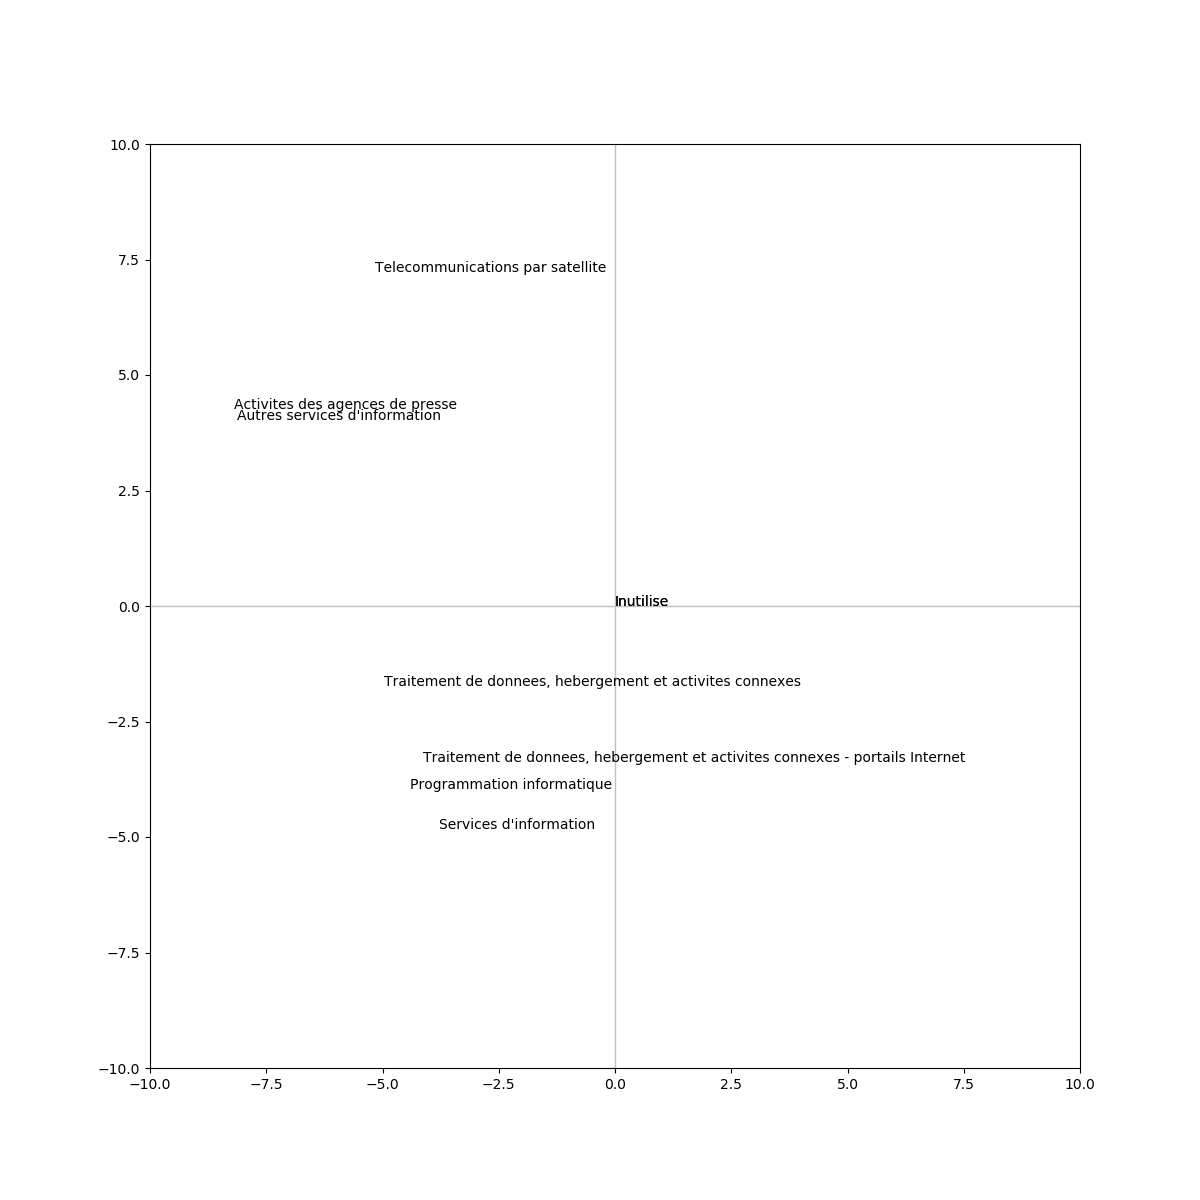 10.0
7.5
Telecommunications par satellite
5.0
Activites des agences de presse
Autres services d'information
2.5
Inutilise
0.0
Traitement de donnees, hebergement et activites connexes
−2.5
Traitement de donnees, hebergement et activites connexes - portails Internet
Programmation informatique
Services d'information
−5.0
−7.5
−10.0
−10.0 −7.5 −5.0 −2.5 0.0 2.5 5.0 7.5 10.0